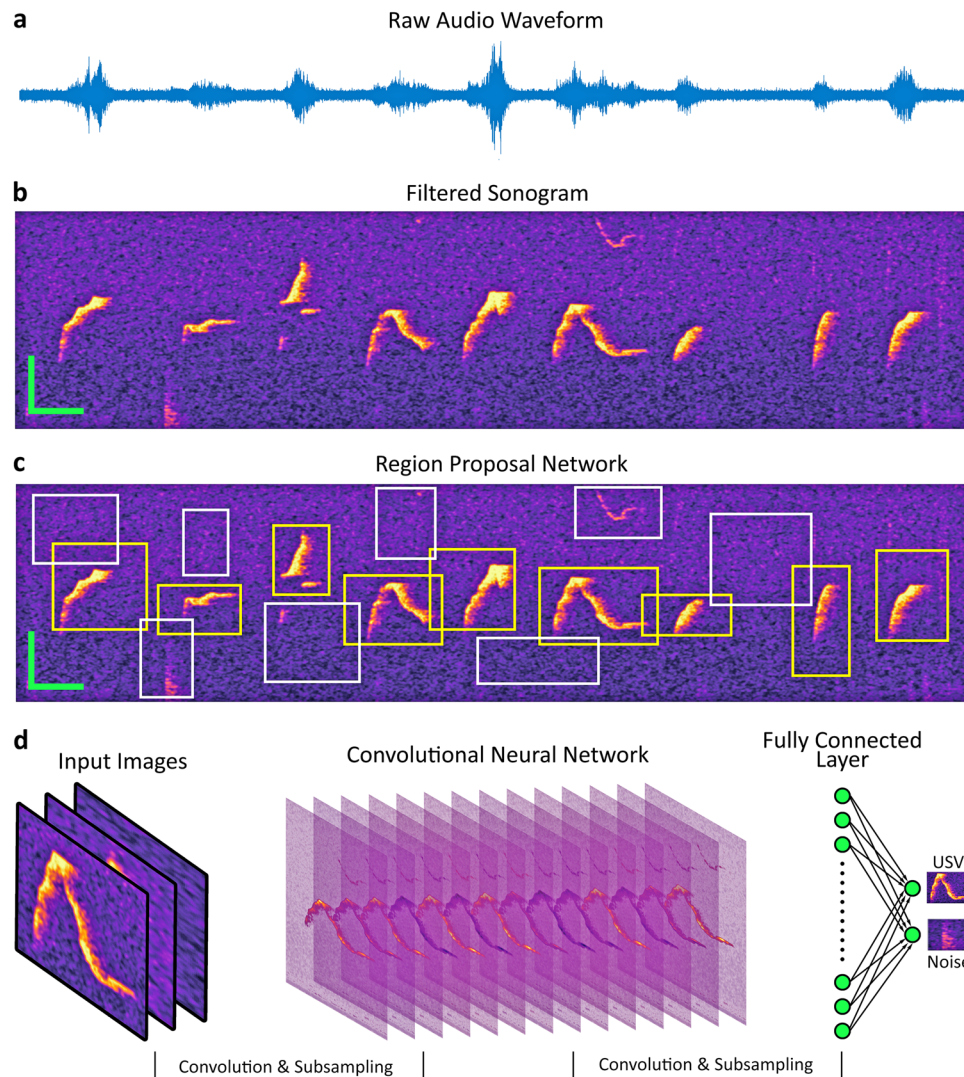 a
Raw Audio Waveform
b
Filtered Sonogram
c
Region Proposal Network
d
Input Images
Convolutional Neural Network
Fully Connected
Layer
USV
Noise
Convolution & Subsampling
Convolution & Subsampling